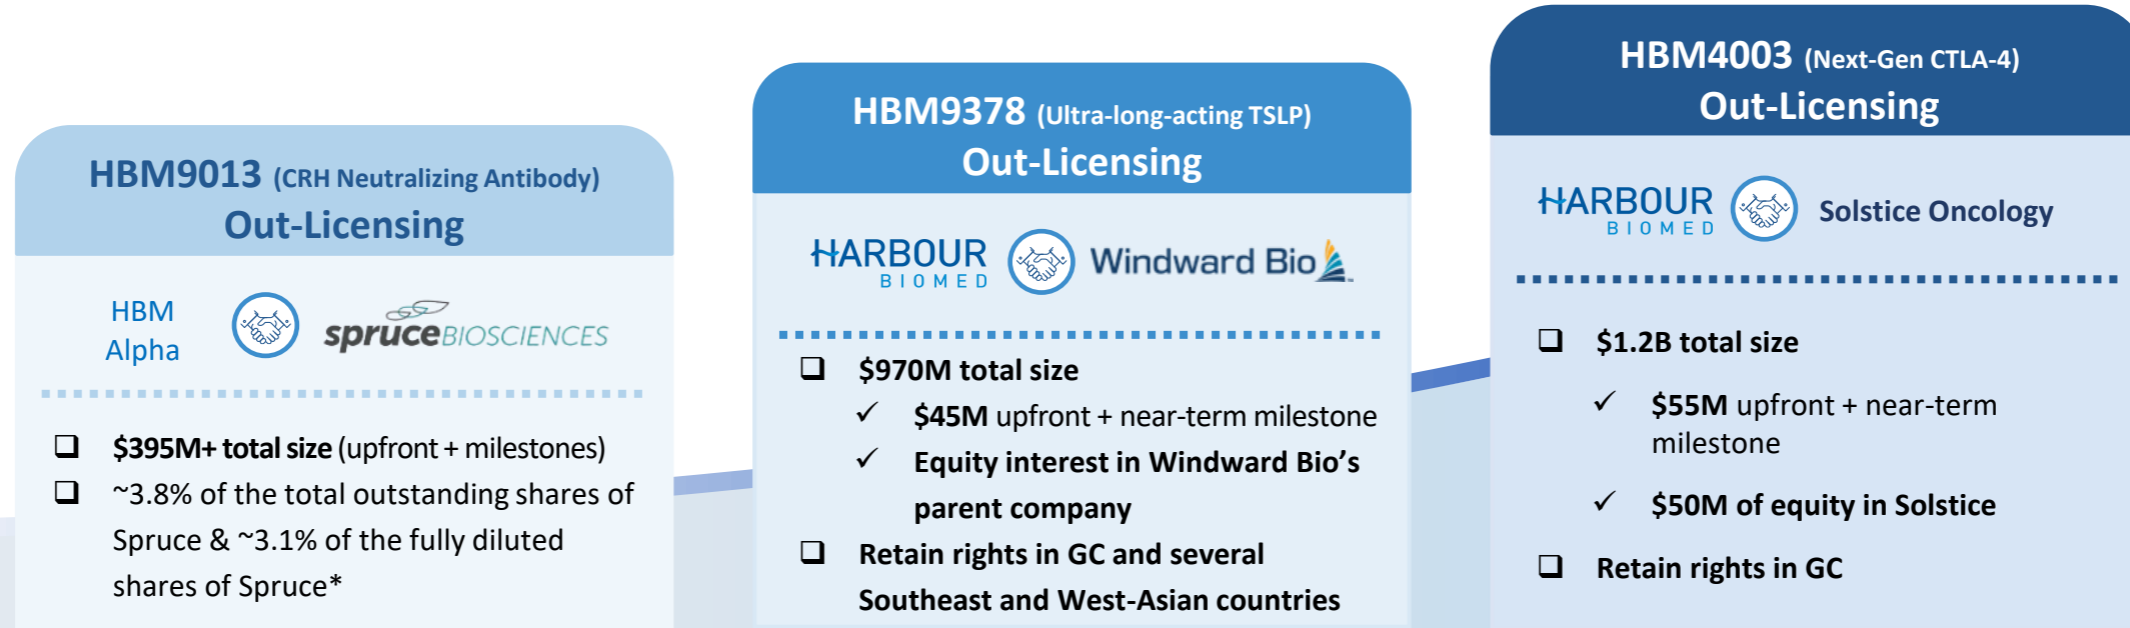 HBM9013 (CRH Neutralizing Antibody)
Out-Licensing
HBM
Alpha
spruce BIOSCIENCES
❑ $395M+ total size (upfront + milestones)
❑ ~3.8% of the total outstanding shares of
Spruce & ~3.1% of the fully diluted
shares of Spruce*
HBM9378 (Ultra-long-acting TSLP)
Out-Licensing
HARBOUR
BIOMED
Windward Bio™
❑ $970M total size
✓ $45M upfront + near-term milestone
✓ Equity interest in Windward Bio’s
parent company
❑ Retain rights in GC and several
Southeast and West-Asian countries
HBM4003 (Next-Gen CTLA-4)
Out-Licensing
HARBOUR
BIOMED
Solstice Oncology
❑ $1.2B total size
✓ $55M upfront + near-term
milestone
✓ $50M of equity in Solstice
❑ Retain rights in GC